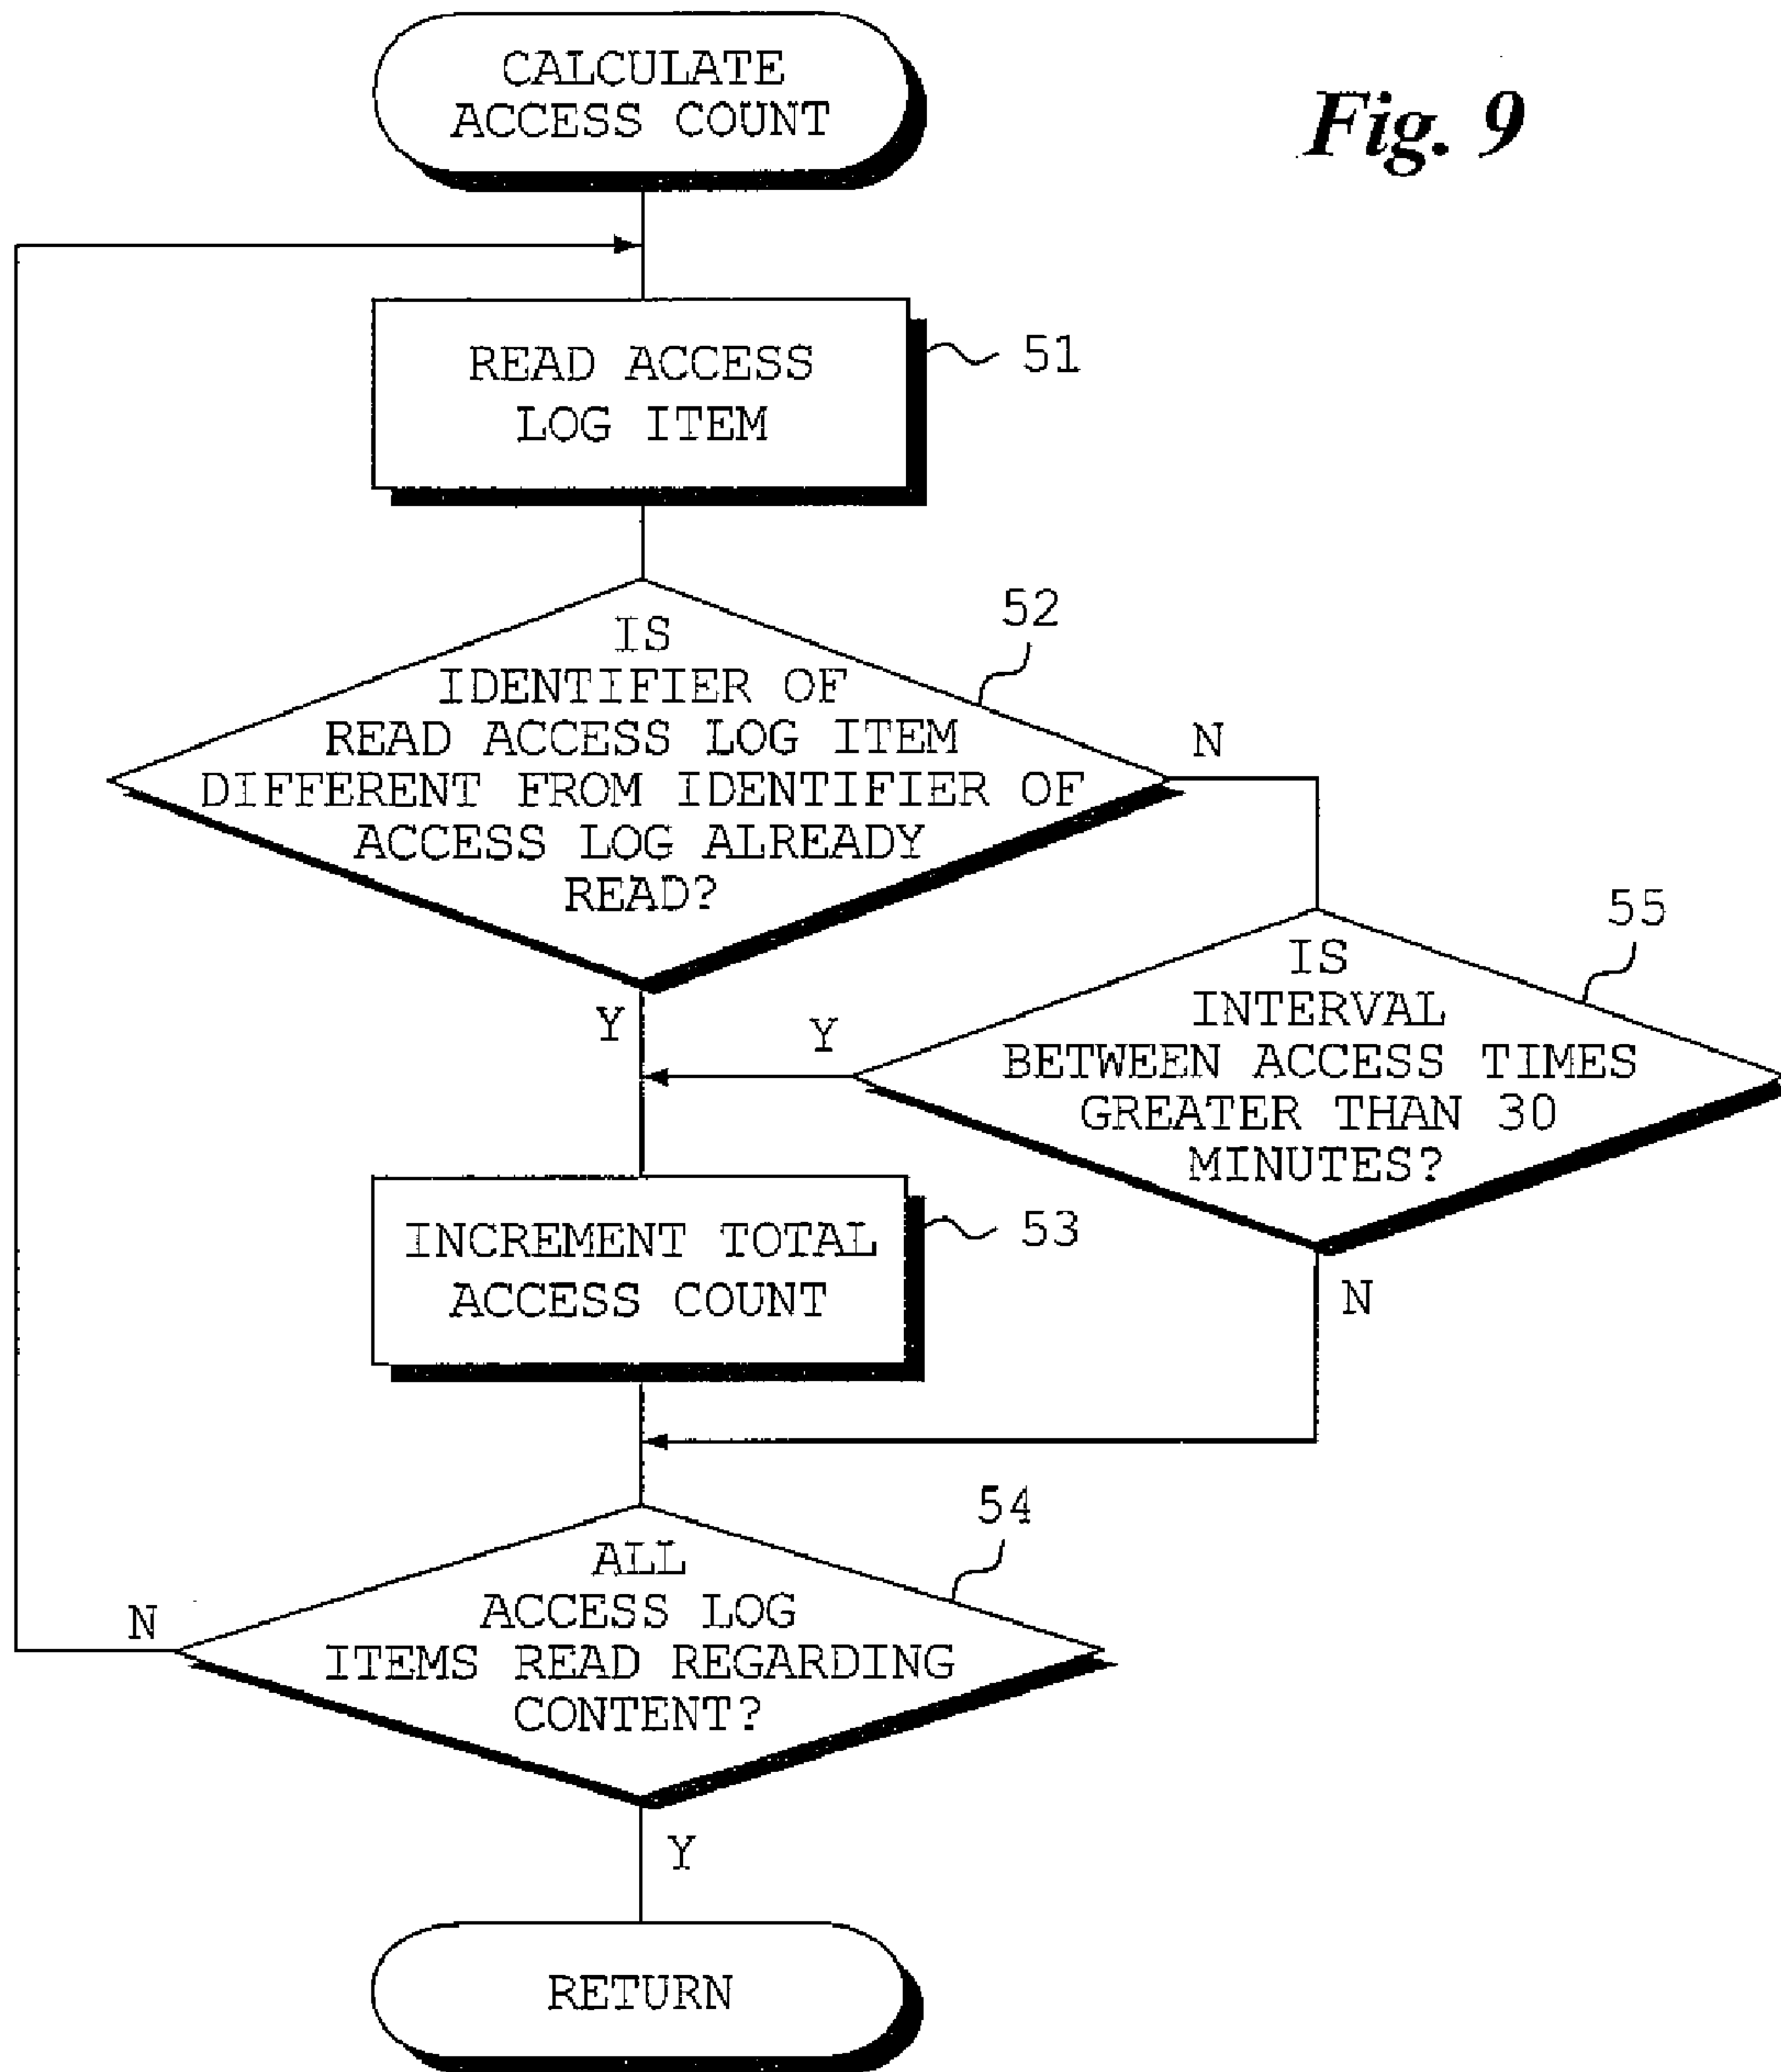 CALCULATE
ACCESS COUNT
Fig. 9
READ ACCESS
LOG ITEM
51
52
IS
IDENTIFIER OF
READ ACCESS LOG ITEM
DIFFERENT FROM IDENTIFIER OF
ACCESS LOG ALREADY
READ?
N
Y
55
IS
INTERVAL
BETWEEN ACCESS TIMES
GREATER THAN 30
MINUTES?
Y
N
INCREMENT TOTAL
ACCESS COUNT
53
54
ALL
ACCESS LOG
ITEMS READ REGARDING
CONTENT?
N
Y
RETURN